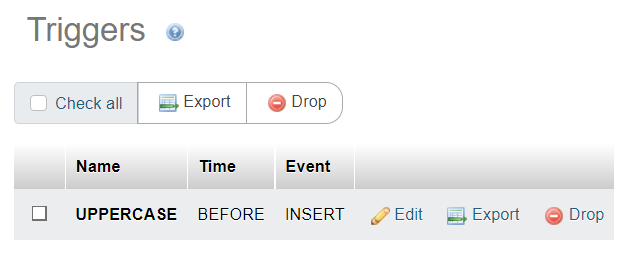 Triggers
Check all Export Drop
Name Time Event
UPPERCASE BEFORE INSERT Edit Export Drop